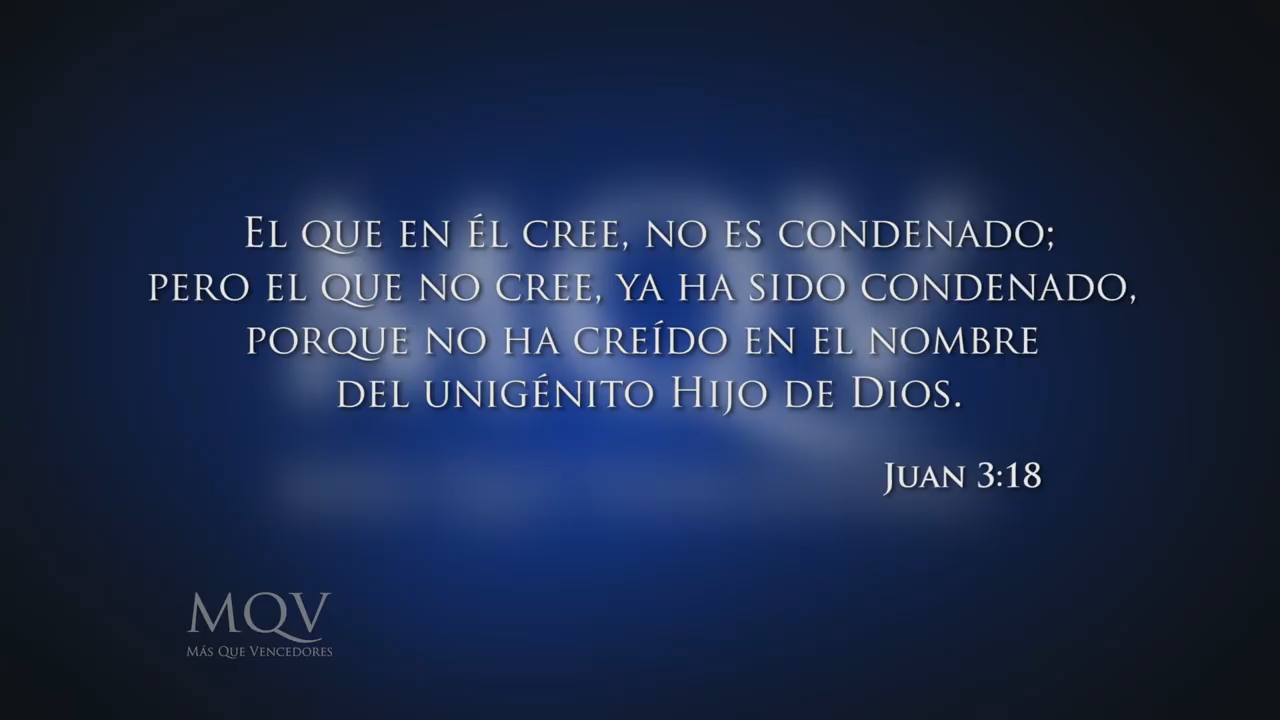 El que en él cree, no es condenado;
pero el que no cree, ya ha sido condenado,
porque no ha creído en el nombre
del unigénito Hijo de Dios.
Juan 3:18
MQV
Más Que Vencedores